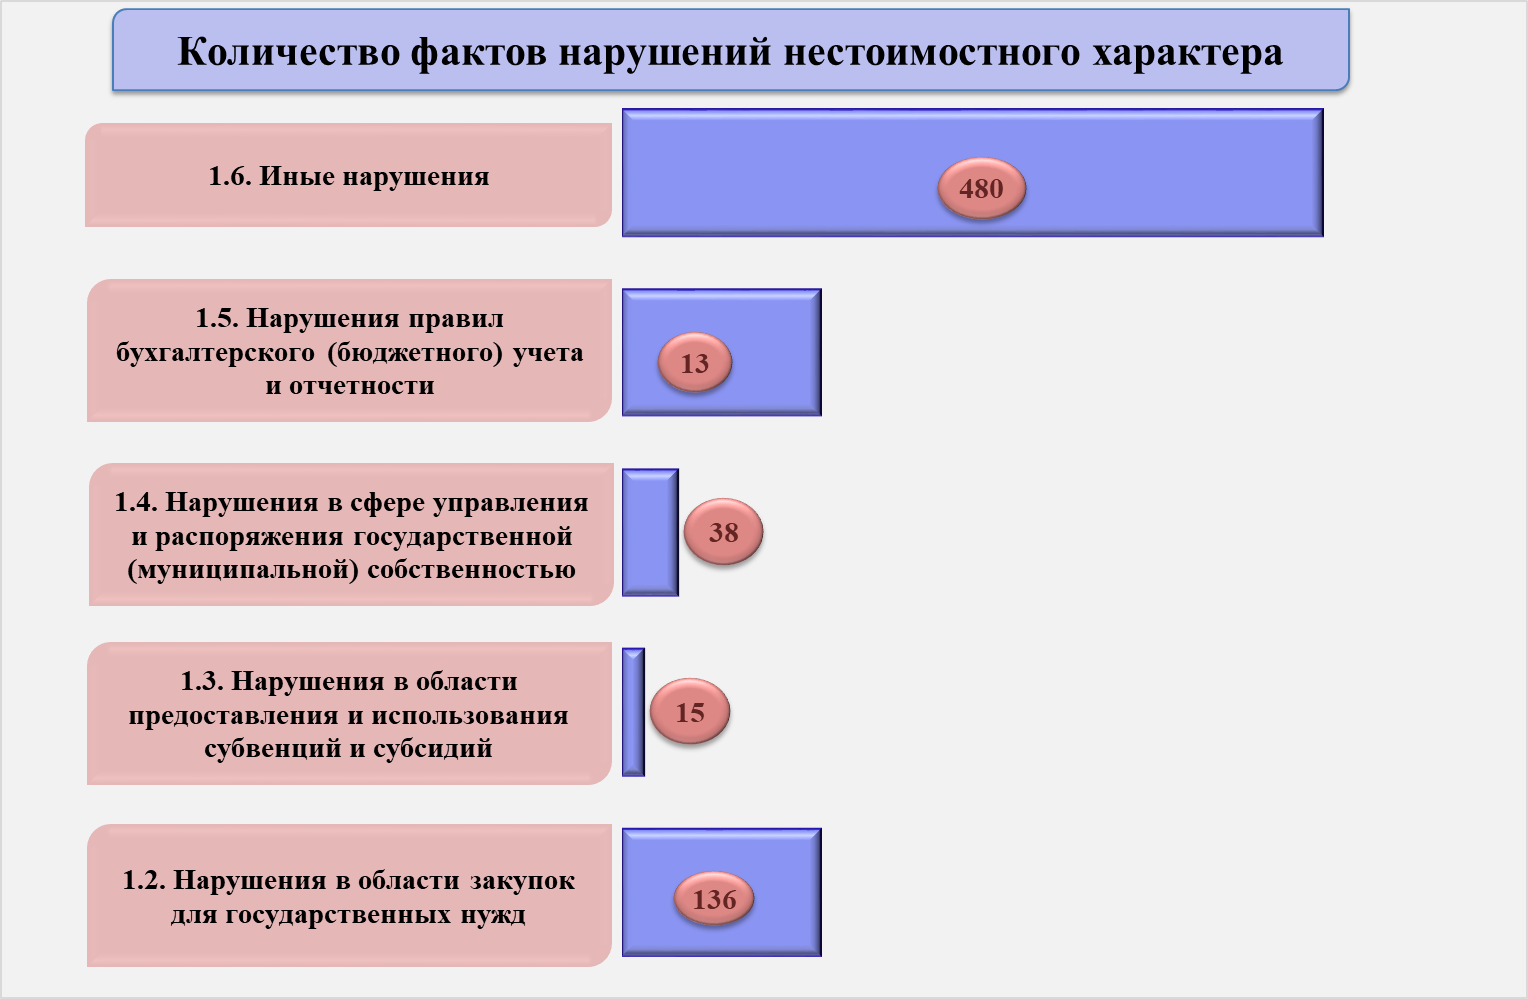 Количество фактов нарушений нестоимостного характера
1.6. Иные нарушения
480
1.5. Нарушения правил
бухгалтерского (бюджетного) учета
и отчетности
13
1.4. Нарушения в сфере управления
и распоряжения государственной
(муниципальной) собственностью
38
1.3. Нарушения в области
предоставления и использования
субвенций и субсидий
15
1.2. Нарушения в области закупок
для государственных нужд
136